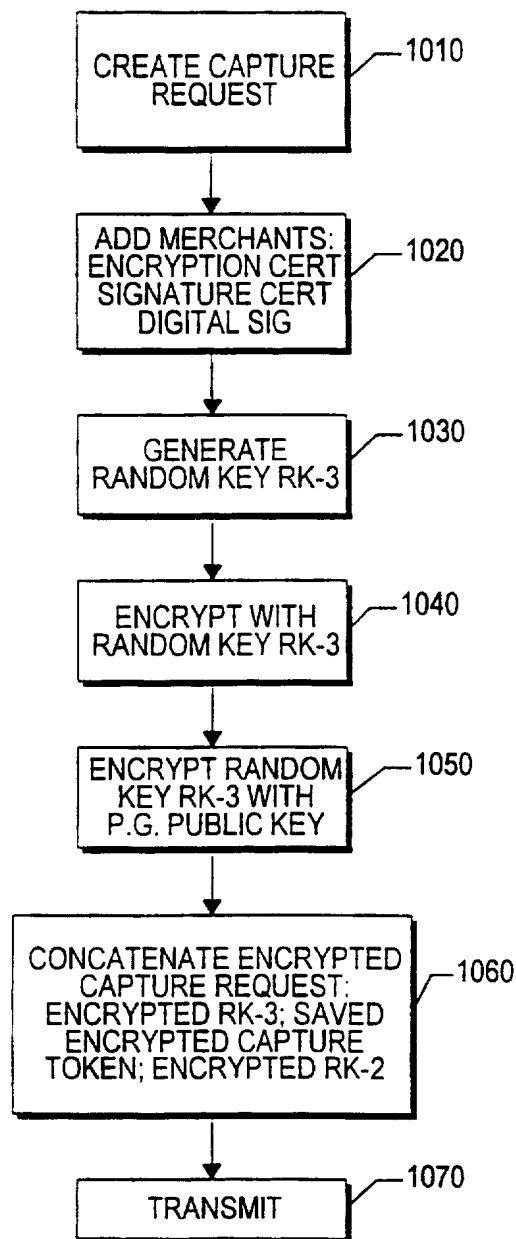 CREATE CAPTURE
REQUEST
1010
ADD MERCHANTS:
ENCRYPTION CERT
SIGNATURE CERT
DIGITAL SIG
1020
GENERATE
RANDOM KEY RK-3
1030
ENCRYPT WITH
RANDOM KEY RK-3
1040
ENCRYPT RANDOM
KEY RK-3 WITH
P.G. PUBLIC KEY
1050
CONCATENATE ENCRYPTED
CAPTURE REQUEST:
ENCRYPTED RK-3; SAVED
ENCRYPTED CAPTURE
TOKEN; ENCRYPTED RK-2
1060
TRANSMIT
1070